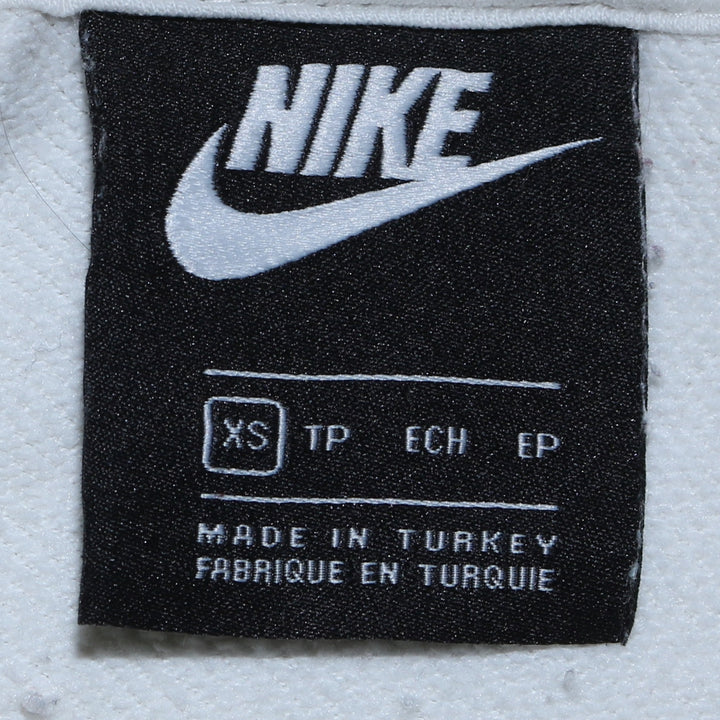 NIKE
XS TP ECH EP
MADE IN TURKEY
FABRIQUE EN TURQUIE